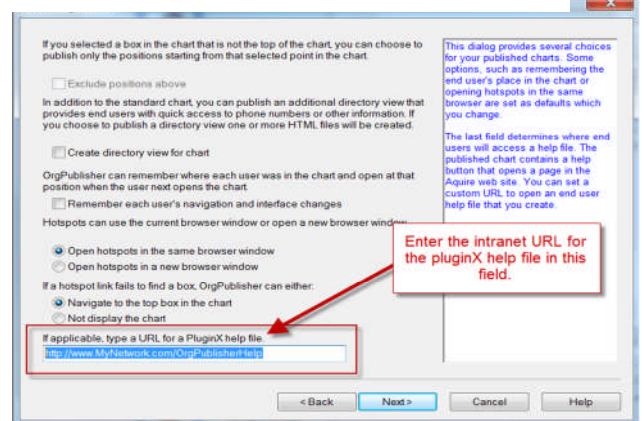 If you selected a box in the chart that is not the top of the chart, you can choose to
publish only the positions starting from that selected point in the chart.
Exclude positions above
In addition to the standard chart, you can publish an additional directory view that
provides end users with quick access to phone numbers or other information. If
you choose to publish a directory view one or more HTML files will be created.
Create directory view for chart
OrgPublisher can remember where each user was in the chart and open at that
position when the user next opens the chart.
Remember each user's navigation and interface changes
Hotspots can use the current browser window or open a new browser window.
Open hotspots in the same browser window
Open hotspots in a new browser window
If a hotspot link fails to find a box, OrgPublisher can either:
Navigate to the top box in the chart
Not display the chart
If applicable, type a URL for a PluginX help file.
http://www.MyNetwork.com/OrgPublisherHelp
This dialog provides several choices
for your published charts. Some
options, such as remembering the
end user's place in the chart or
opening hotspots in the same
browser are set as defaults which
you change.
The last field determines where end
users will access a help file. The
published chart contains a help
button that opens a page in the
Aquire web site. You can set a
custom URL to open an end user
help file that you create.
Enter the intranet URL for
the pluginX help file in this
field.
< Back
Next >
Cancel
Help